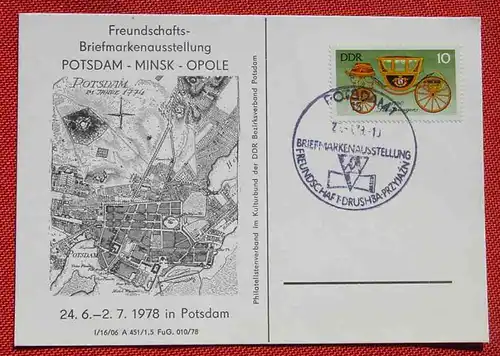 Freundschafts-
Briefmarkenausstellung
POTSDAM - MINSK - OPOLE
POTSDAM
IM JAHRE 1774
POTSDAM
24. 6.–2. 7. 1978 in Potsdam
I/16/06 A 451/1,5 FuG. 010/78
Philatelistenverband im Kulturbund der DDR Bezirksverband Potsdam
DDR
10
POTSDAM 1
BRIEFMARKENAUSSTELLUNG
FREUNDSCHAFT-DRUSHBA-PRZYJAŹN